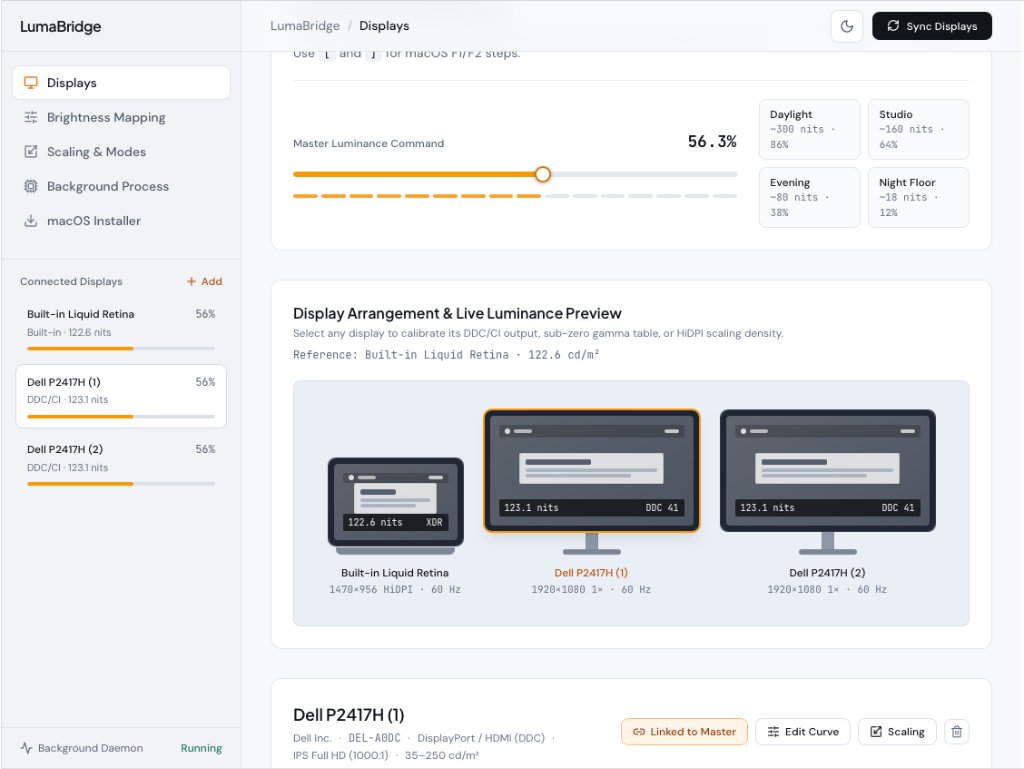 LumaBridge
Displays
Brightness Mapping
Scaling & Modes
Background Process
macOS Installer
Connected Displays
+ Add
Built-in Liquid Retina 56%
Built-in · 122.6 nits
Dell P2417H (1) 56%
DDC/CI · 123.1 nits
Dell P2417H (2) 56%
DDC/CI · 123.1 nits
Background Daemon Running
LumaBridge / Displays
Sync Displays
Use [ and ] for macOS F1/F2 steps.
Master Luminance Command 56.3%
Daylight
~300 nits ·
86%
Studio
~160 nits ·
64%
Evening
~80 nits ·
38%
Night Floor
~18 nits ·
12%
Display Arrangement & Live Luminance Preview
Select any display to calibrate its DDC/CI output, sub-zero gamma table, or HiDPI scaling density.
Reference: Built-in Liquid Retina · 122.6 cd/m²
122.6 nits XDR
Built-in Liquid Retina
1470×956 HiDPI · 60 Hz
123.1 nits DDC 41
Dell P2417H (1)
1920×1080 1× · 60 Hz
123.1 nits DDC 41
Dell P2417H (2)
1920×1080 1× · 60 Hz
Dell P2417H (1)
Dell Inc. · DEL-A0DC · DisplayPort / HDMI (DDC) ·
IPS Full HD (1000:1) · 35–250 cd/m²
Linked to Master
Edit Curve
Scaling